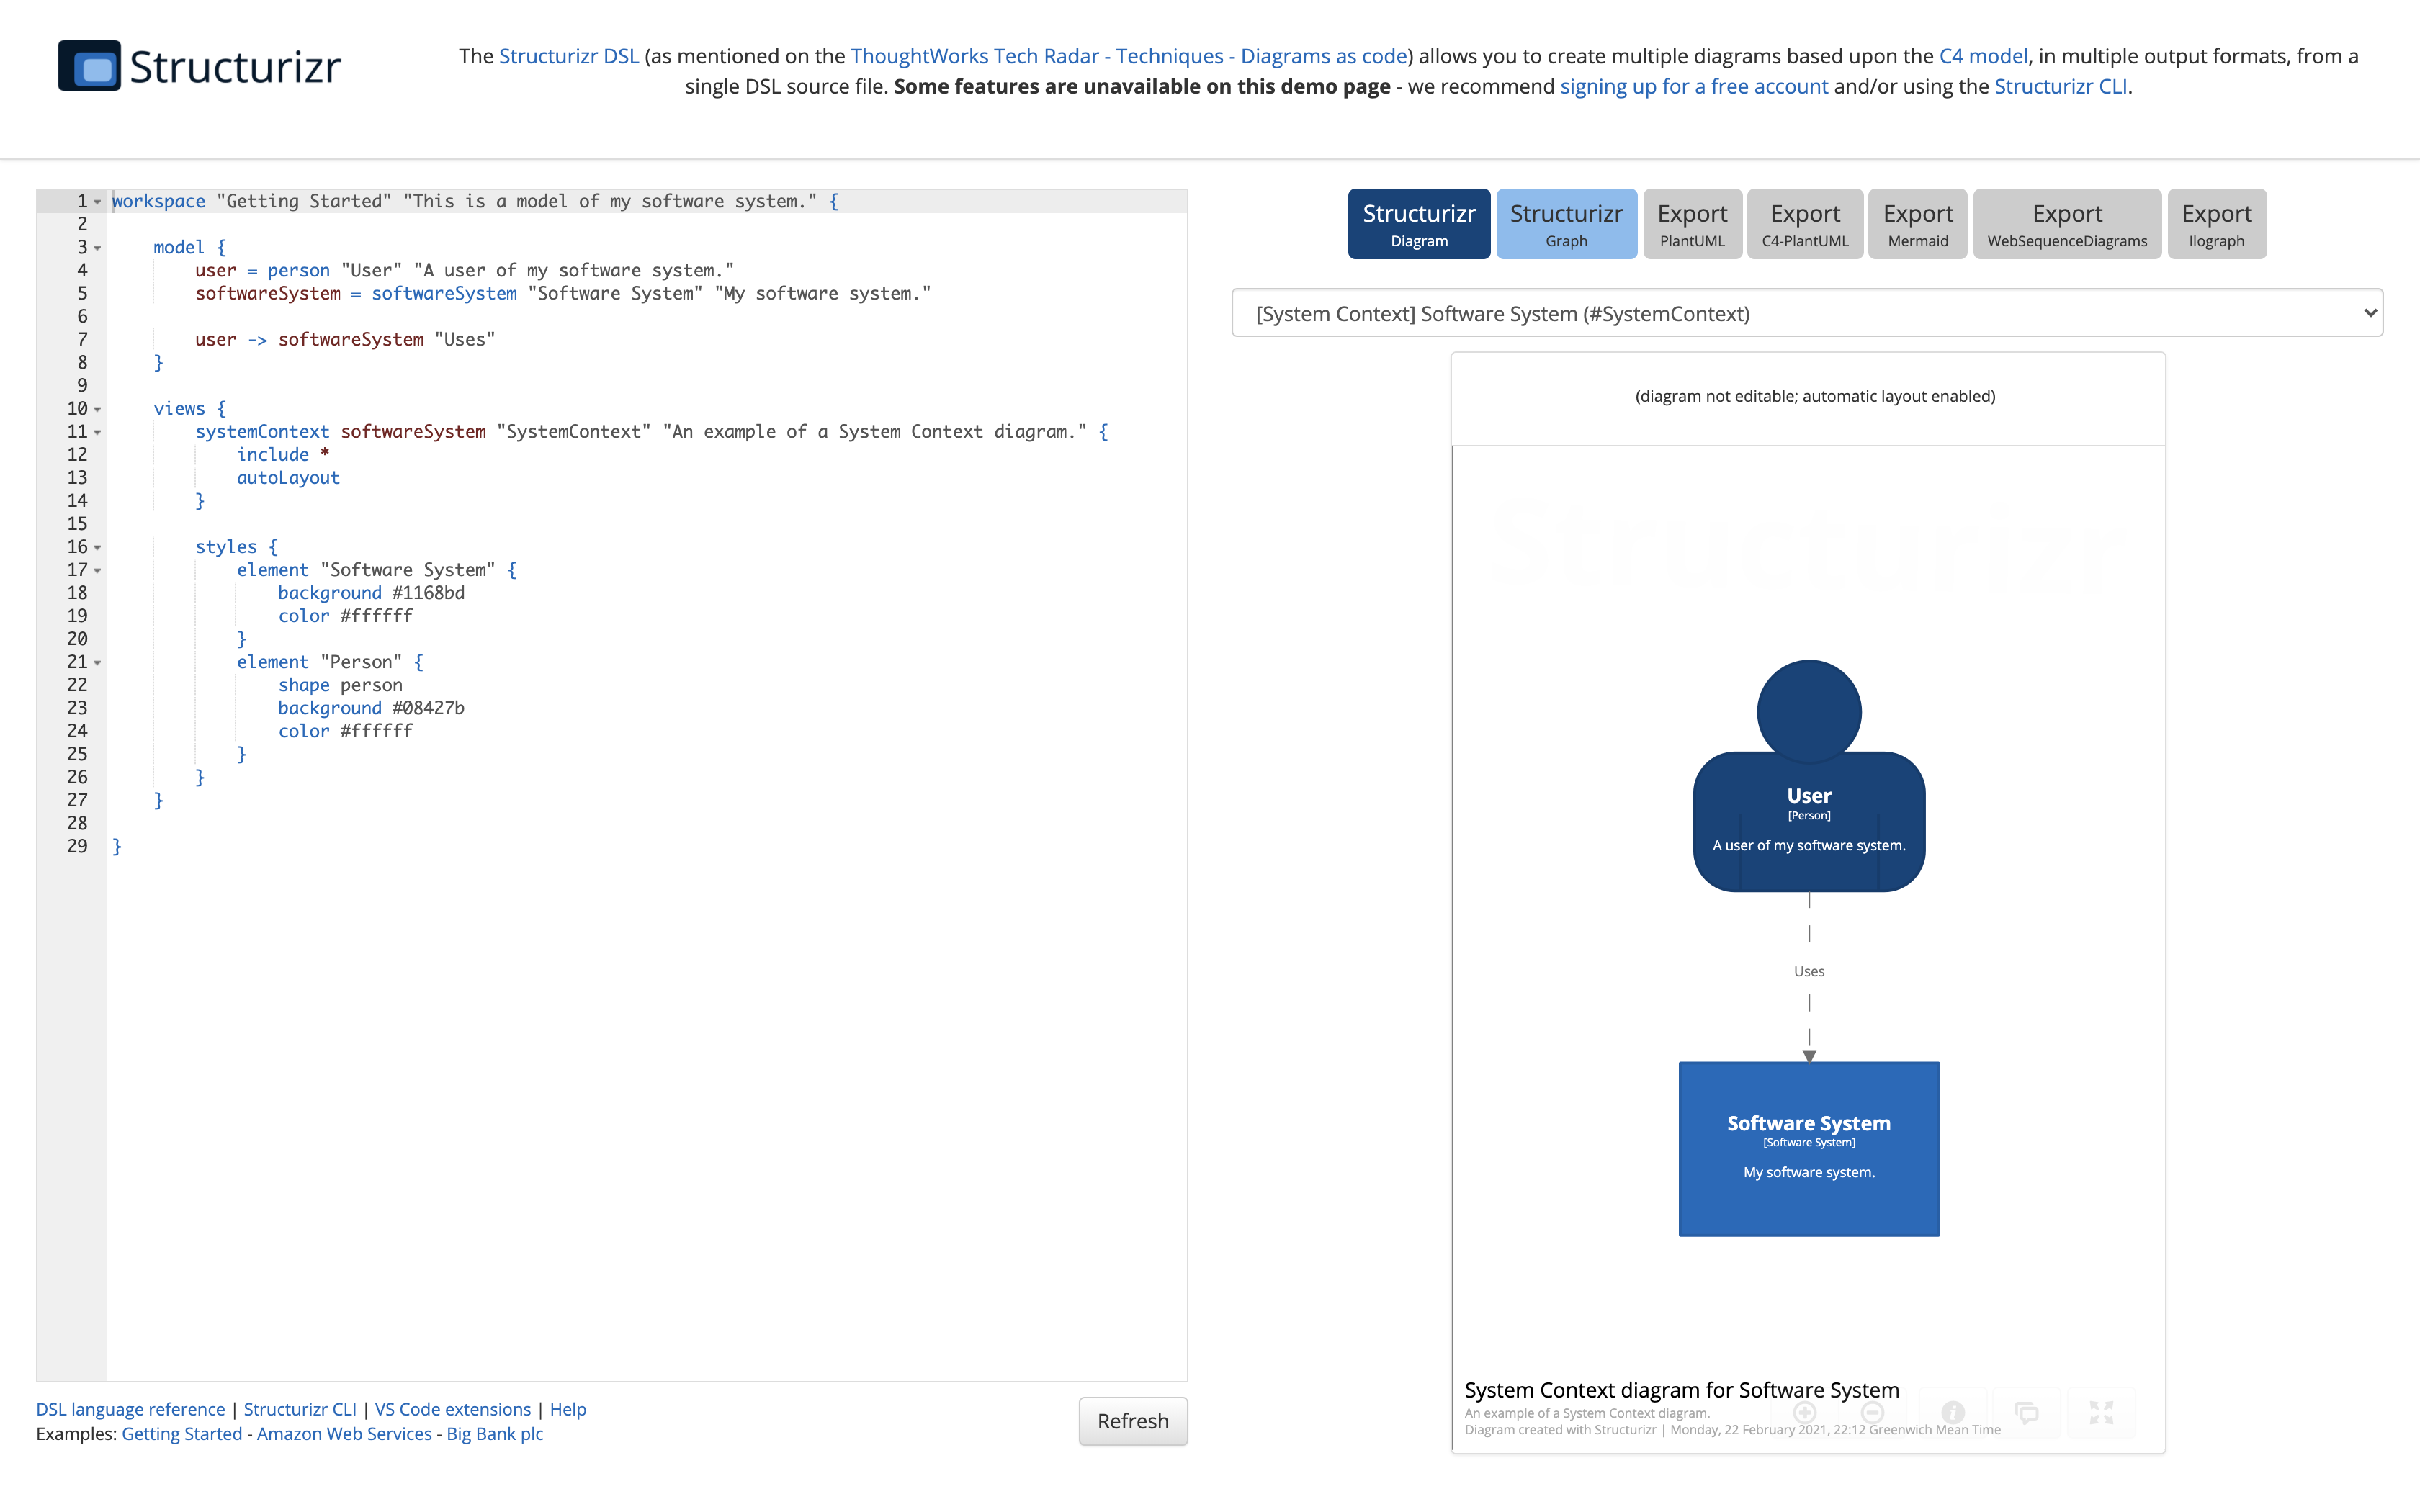 Structurizr
The Structurizr DSL (as mentioned on the ThoughtWorks Tech Radar - Techniques - Diagrams as code) allows you to create multiple diagrams based upon the C4 model, in multiple output formats, from a
single DSL source file. Some features are unavailable on this demo page - we recommend signing up for a free account and/or using the Structurizr CLI.
1 workspace "Getting Started" "This is a model of my software system." {
2
3     model {
4         user = person "User" "A user of my software system."
5         softwareSystem = softwareSystem "Software System" "My software system."
6
7         user -> softwareSystem "Uses"
8     }
9
10     views {
11         systemContext softwareSystem "SystemContext" "An example of a System Context diagram." {
12             include *
13             autoLayout
14         }
15
16         styles {
17             element "Software System" {
18                 background #1168bd
19                 color #ffffff
20             }
21             element "Person" {
22                 shape person
23                 background #08427b
24                 color #ffffff
25             }
26         }
27     }
28
29 }
DSL language reference | Structurizr CLI | VS Code extensions | Help
Examples: Getting Started - Amazon Web Services - Big Bank plc
Refresh
Structurizr
Diagram
Structurizr
Graph
Export
PlantUML
Export
C4-PlantUML
Export
Mermaid
Export
WebSequenceDiagrams
Export
Ilograph
[System Context] Software System (#SystemContext)
(diagram not editable; automatic layout enabled)
Structurizr
User
[Person]
A user of my software system.
Uses
Software System
[Software System]
My software system.
System Context diagram for Software System
An example of a System Context diagram.
Diagram created with Structurizr | Monday, 22 February 2021, 22:12 Greenwich Mean Time